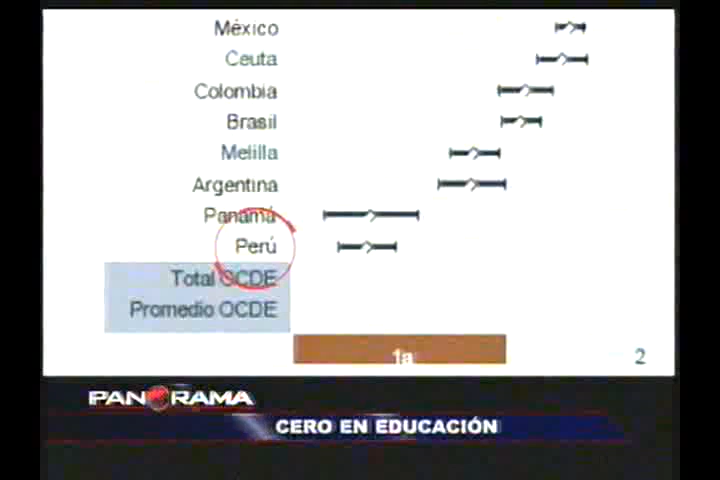 México
Ceuta
Colombia
Brasil
Melilla
Argentina
Panamá
Perú
Total OCDE
Promedio OCDE
1a
2
PANORAMA
CERO EN EDUCACIÓN